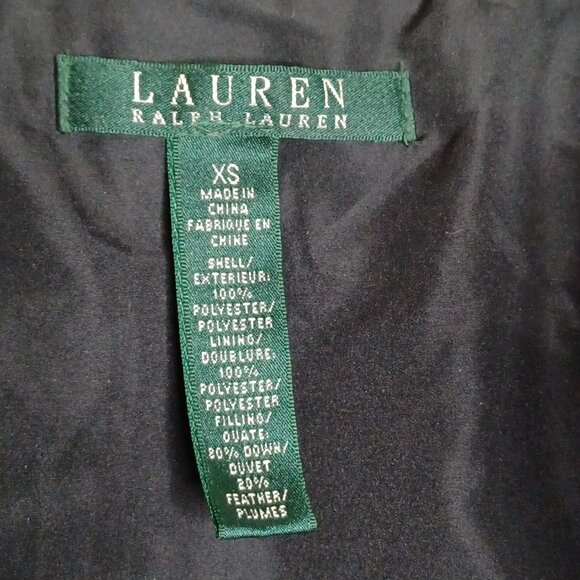 LAUREN
RALPH LAUREN
XS
MADE IN
CHINA
FABRIQUE EN
CHINE
SHELL/
EXTERIEUR:
100%
POLYESTER/
POLYESTER
LINING/
DOUBLURE:
100%
POLYESTER/
POLYESTER
FILLING/
OUATE:
80% DOWN/
DUVET
20%
FEATHER/
PLUMES